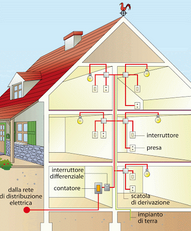 interruttore
presa
interruttore
differenziale
contatore
dalla rete
di distribuzione
elettrica
scatola
di derivazione
impianto
di terra